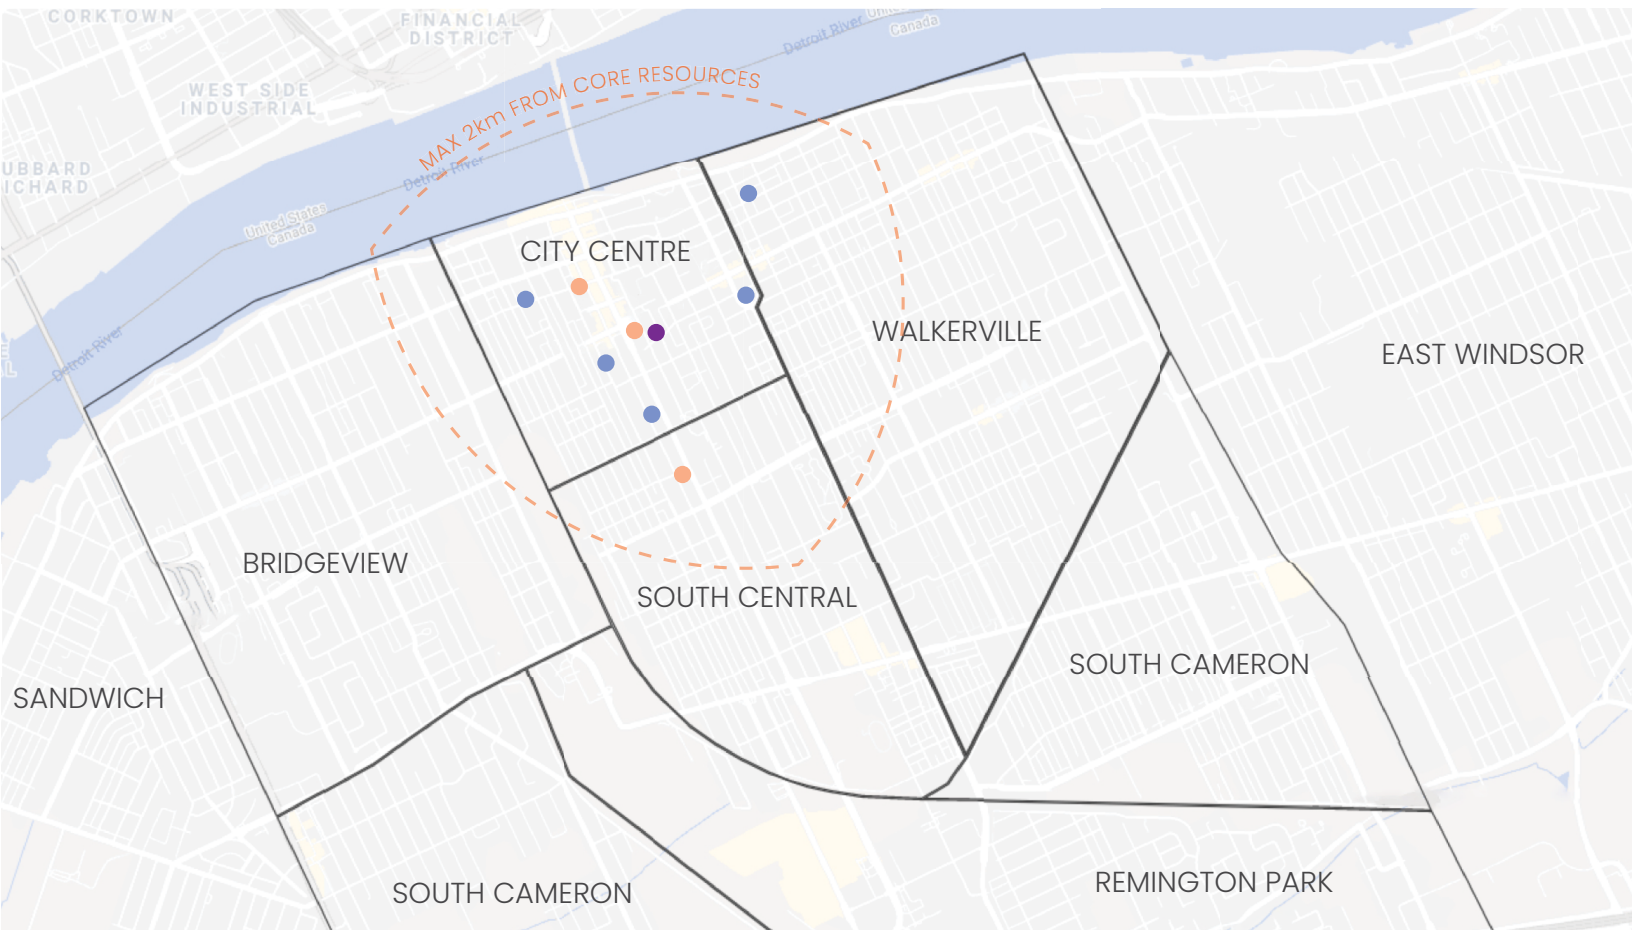 CORKTOWN
FINANCIAL
DISTRICT
Detroit River
Canada
WEST SIDE
INDUSTRIAL
MAX 2km FROM CORE RESOURCES
UBBARD
ICHARD
Detroit River
United States
Canada
CITY CENTRE
WALKERVILLE
EAST WINDSOR
Detroit River
BRIDGEVIEW
SOUTH CENTRAL
SOUTH CAMERON
SANDWICH
REMINGTON PARK
SOUTH CAMERON